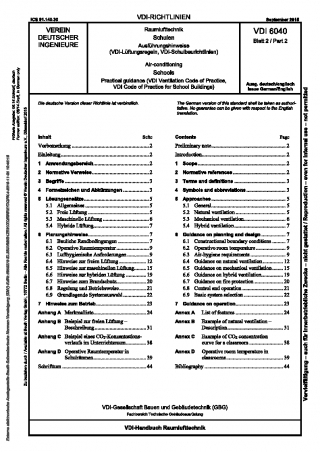 ICS 91.140.30
VDI-RICHTLINIEN
September 2015
VEREIN
DEUTSCHER
INGENIEURE
Raumlufttechnik
Schulen
Ausführungshinweise
(VDI-Lüftungsregeln, VDI-Schulbaurichtlinien)
Air-conditioning
Schools
Practical guidance (VDI Ventilation Code of Practice,
VDI Code of Practice for School Buildings)
VDI 6040
Blatt 2 / Part 2
Ausg. deutsch/englisch
Issue German/English
Die deutsche Version dieser Richtlinie ist verbindlich.
The German version of this standard shall be taken as authori-
tative. No guarantee can be given with respect to the English
translation.
Inhalt Seite
Vorbemerkung 2
Einleitung 2
1 Anwendungsbereich 2
2 Normative Verweise 2
3 Begriffe 3
4 Formelzeichen und Abkürzungen 3
5 Lösungsansätze 5
5.1 Allgemeines 5
5.2 Freie Lüftung 5
5.3 Maschinelle Lüftung 6
5.4 Hybride Lüftung 7
6 Planungshinweise 7
6.1 Bauliche Randbedingungen 7
6.2 Operative Raumtemperatur 9
6.3 Lufthygienische Anforderungen 9
6.4 Hinweise zur freien Lüftung 12
6.5 Hinweise zur maschinellen Lüftung 15
6.6 Hinweise zur hybriden Lüftung 19
6.7 Hinweise zum Brandschutz 20
6.8 Regelung und Betriebsweise 21
6.9 Grundlegende Systemauswahl 22
7 Hinweise zum Betrieb 23
Anhang A Merkmalliste 24
Anhang B Beispiel zur freien Lüftung –
Beschreibung 31
Anhang C Beispiel eines CO2-Konzentrations-
verlaufs im Unterrichtsraum 38
Anhang D Operative Raumtemperatur in
Schulräumen 39
Schrifttum 44
Contents Page
Preliminary note 2
Introduction 2
1 Scope 2
2 Normative references 2
3 Terms and definitions 3
4 Symbols and abbreviations 3
5 Approaches 5
5.1 General 5
5.2 Natural ventilation 5
5.3 Mechanical ventilation 6
5.4 Hybrid ventilation 7
6 Guidance on planning and design 7
6.1 Constructional boundary conditions 7
6.2 Operative room temperature 9
6.3 Air-hygiene requirements 9
6.4 Guidance on natural ventilation 12
6.5 Guidance on mechanical ventilation 15
6.6 Guidance on hybrid ventilation 19
6.7 Guidance on fire protection 20
6.8 Control and operation 21
6.9 Basic system selection 22
7 Guidance on operation 23
Annex A List of features 24
Annex B Example of natural ventilation –
Description 31
Annex C Example of CO2 concentration
curve for a classroom 38
Annex D Operative room temperature in
classrooms 39
Bibliography 44
VDI-Gesellschaft Bauen und Gebäudetechnik (GBG)
Fachbereich Technische Gebäudeausrüstung
VDI-Handbuch Raumlufttechnik
Vervielfältigung – auch für innerbetriebliche Zwecke – nicht gestattet / Reproduction – even for internal use – not permitted